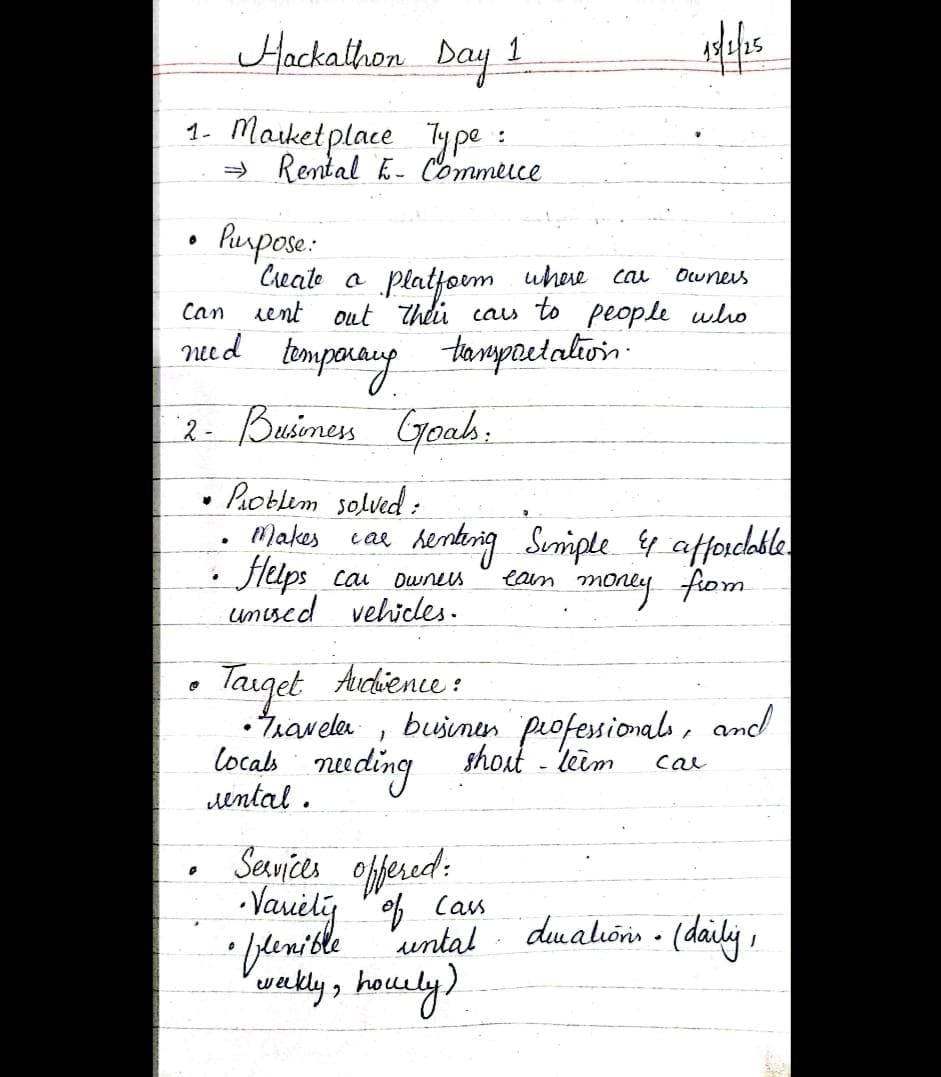 Hackathon Day 1 15/1/25
1- Marketplace Type :
⇒ Rental E-Commerce
• Purpose:
Create a platform where car owners
can rent out their cars to people who
need temporary transportation.
2- Business Goals:
• Problem solved:
• Makes car renting Simple & affordable.
• Helps car owners earn money from
unused vehicles.
• Target Audience:
• Traveler, business professionals, and
locals needing short-term car
rental.
• Services offered:
• Variety of cars
• flexible rental durations. (daily,
weekly, hourly)